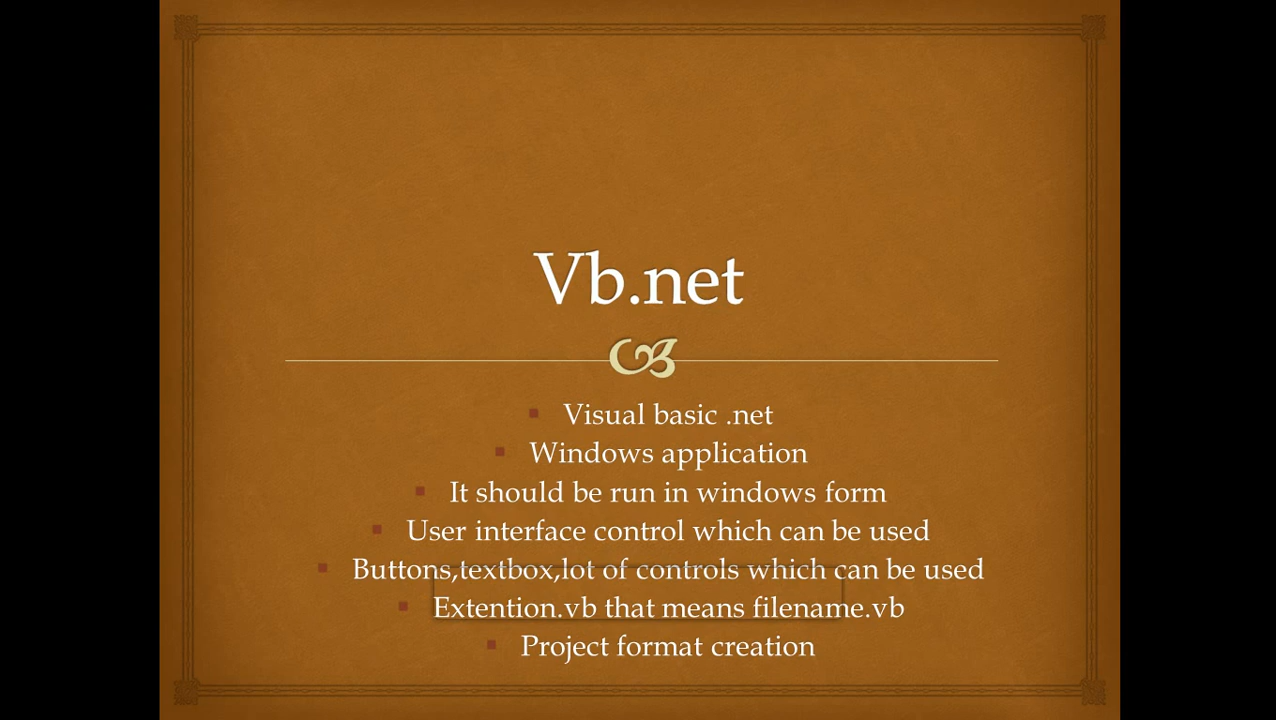 Vb.net
Visual basic .net
Windows application
It should be run in windows form
User interface control which can be used
Buttons,textbox,lot of controls which can be used
Extention.vb that means filename.vb
Project format creation